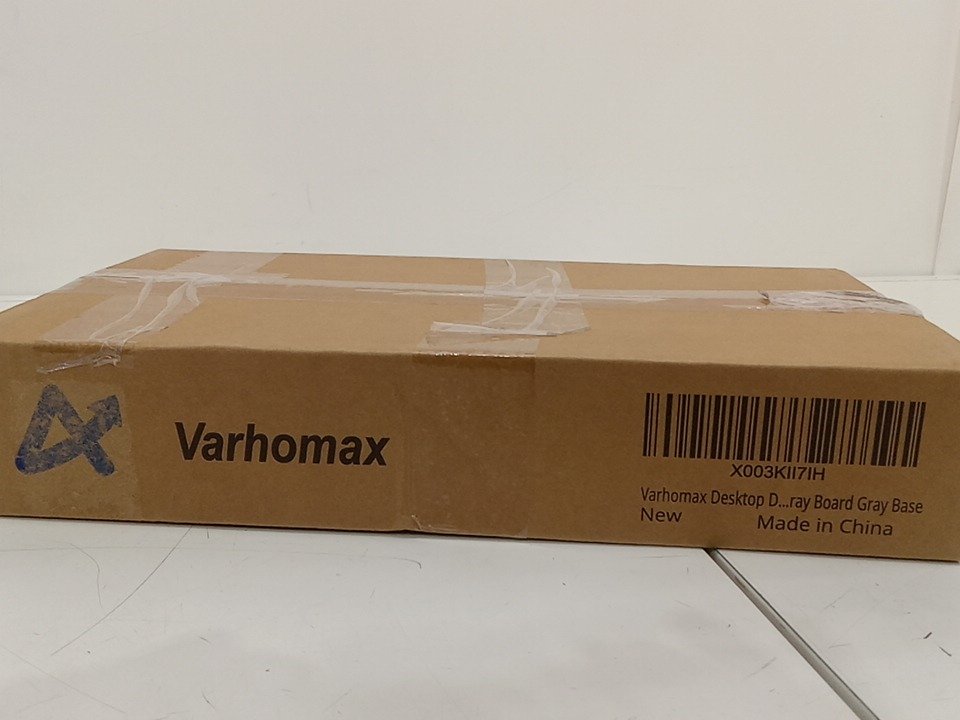 Varhomax
X003KII7IH
Varhomax Desktop D...ray Board Gray Base
New Made in China